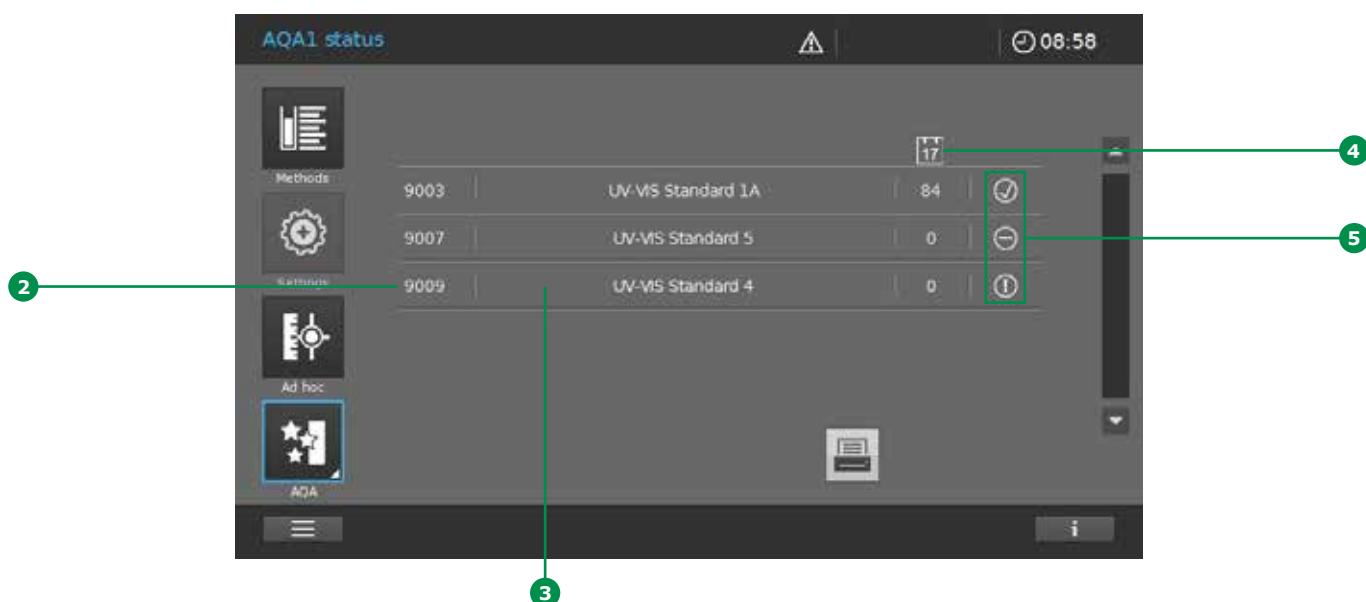 AQA1 status
08:58
17
4
Methods
9003 UV-VIS Standard 1A 84
9007 UV-VIS Standard 5 0
5
Settings
2
9009 UV-VIS Standard 4 0
Ad hoc
AQA
i
3